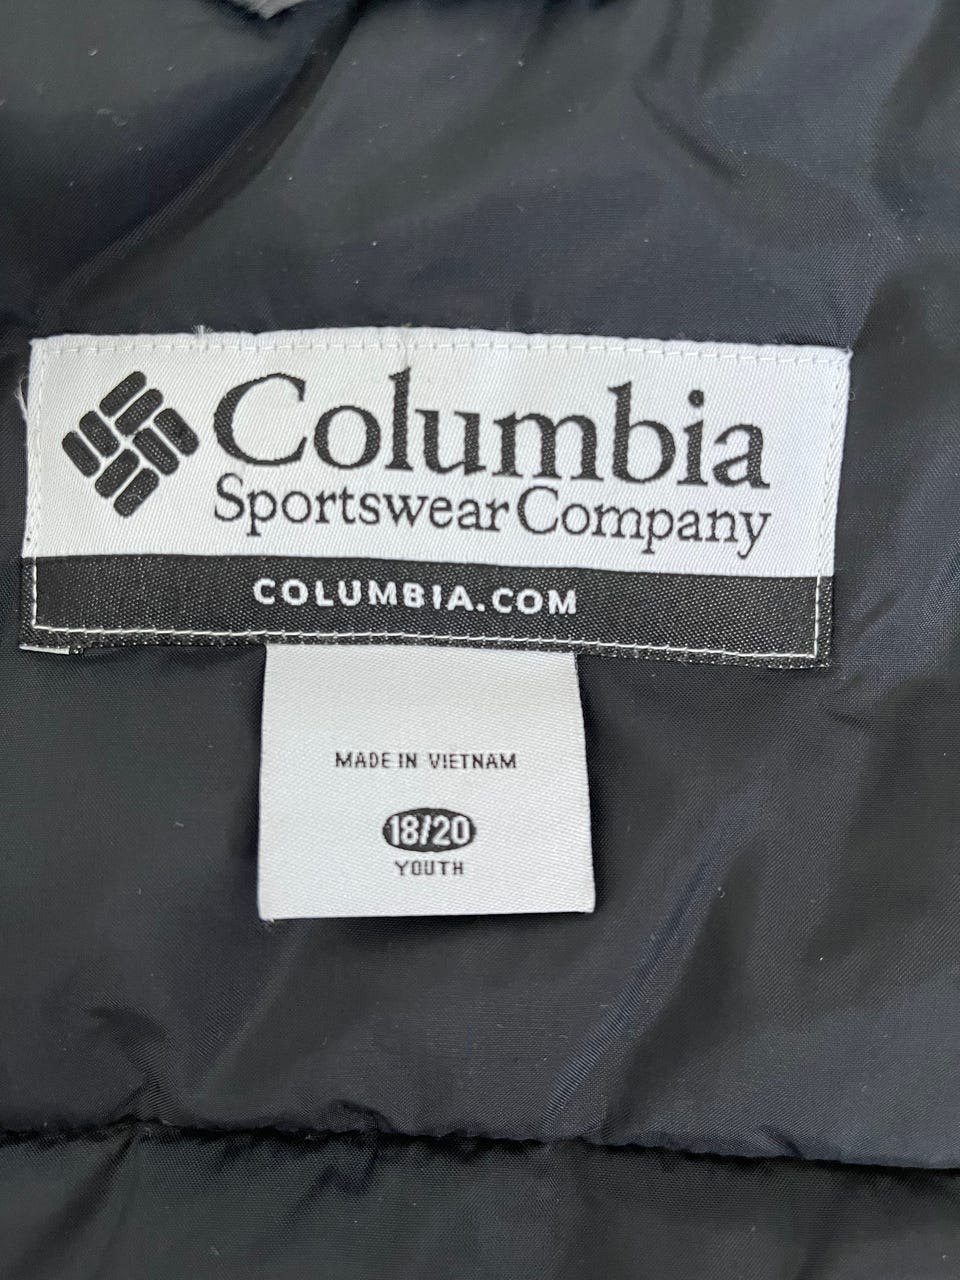 Columbia
Sportswear Company
COLUMBIA.COM
MADE IN VIETNAM
18/20
YOUTH